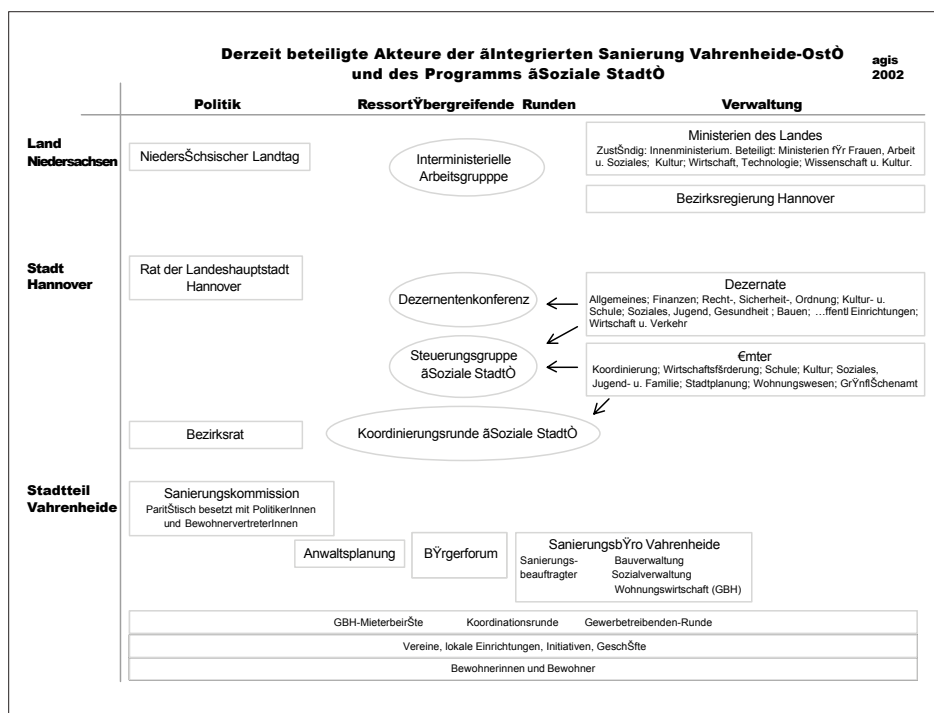 Derzeit beteiligte Akteure der ãIntegrierten Sanierung Vahrenheide-OstÒ
und des Programms ãSoziale StadtÒ
agis
2002
Politik
RessortŸbergreifende Runden
Verwaltung
Land
Niedersachsen
NiedersŠchsischer Landtag
Interministerielle
Arbeitsgrupppe
Ministerien des Landes
ZustŠndig: Innenministerium. Beteiligt: Ministerien fŸr Frauen, Arbeit
u. Soziales; Kultur; Wirtschaft, Technologie; Wissenschaft u. Kultur.
Bezirksregierung Hannover
Stadt
Hannover
Rat der Landeshauptstadt
Hannover
Dezernentenkonferenz
Dezernate
Allgemeines; Finanzen; Recht-, Sicherheit-, Ordnung; Kultur- u.
Schule; Soziales, Jugend, Gesundheit ; Bauen; …ffentl Einrichtungen;
Wirtschaft u. Verkehr
Steuerungsgruppe
ãSoziale StadtÒ
€mter
Koordinierung; Wirtschaftsfšrderung; Schule; Kultur; Soziales,
Jugend- u. Familie; Stadtplanung; Wohnungswesen; GrŸnflŠchenamt
Bezirksrat
Koordinierungsrunde ãSoziale StadtÒ
Stadtteil
Vahrenheide
Sanierungskommission
ParitŠtisch besetzt mit PolitikerInnen
und BewohnervertreterInnen
Anwaltsplanung
BŸrgerforum
SanierungsbŸro Vahrenheide
Sanierungs- Bauverwaltung
beauftragter Sozialverwaltung
Wohnungswirtschaft (GBH)
GBH-MieterbeirŠte Koordinationsrunde Gewerbetreibenden-Runde
Vereine, lokale Einrichtungen, Initiativen, GeschŠfte
Bewohnerinnen und Bewohner